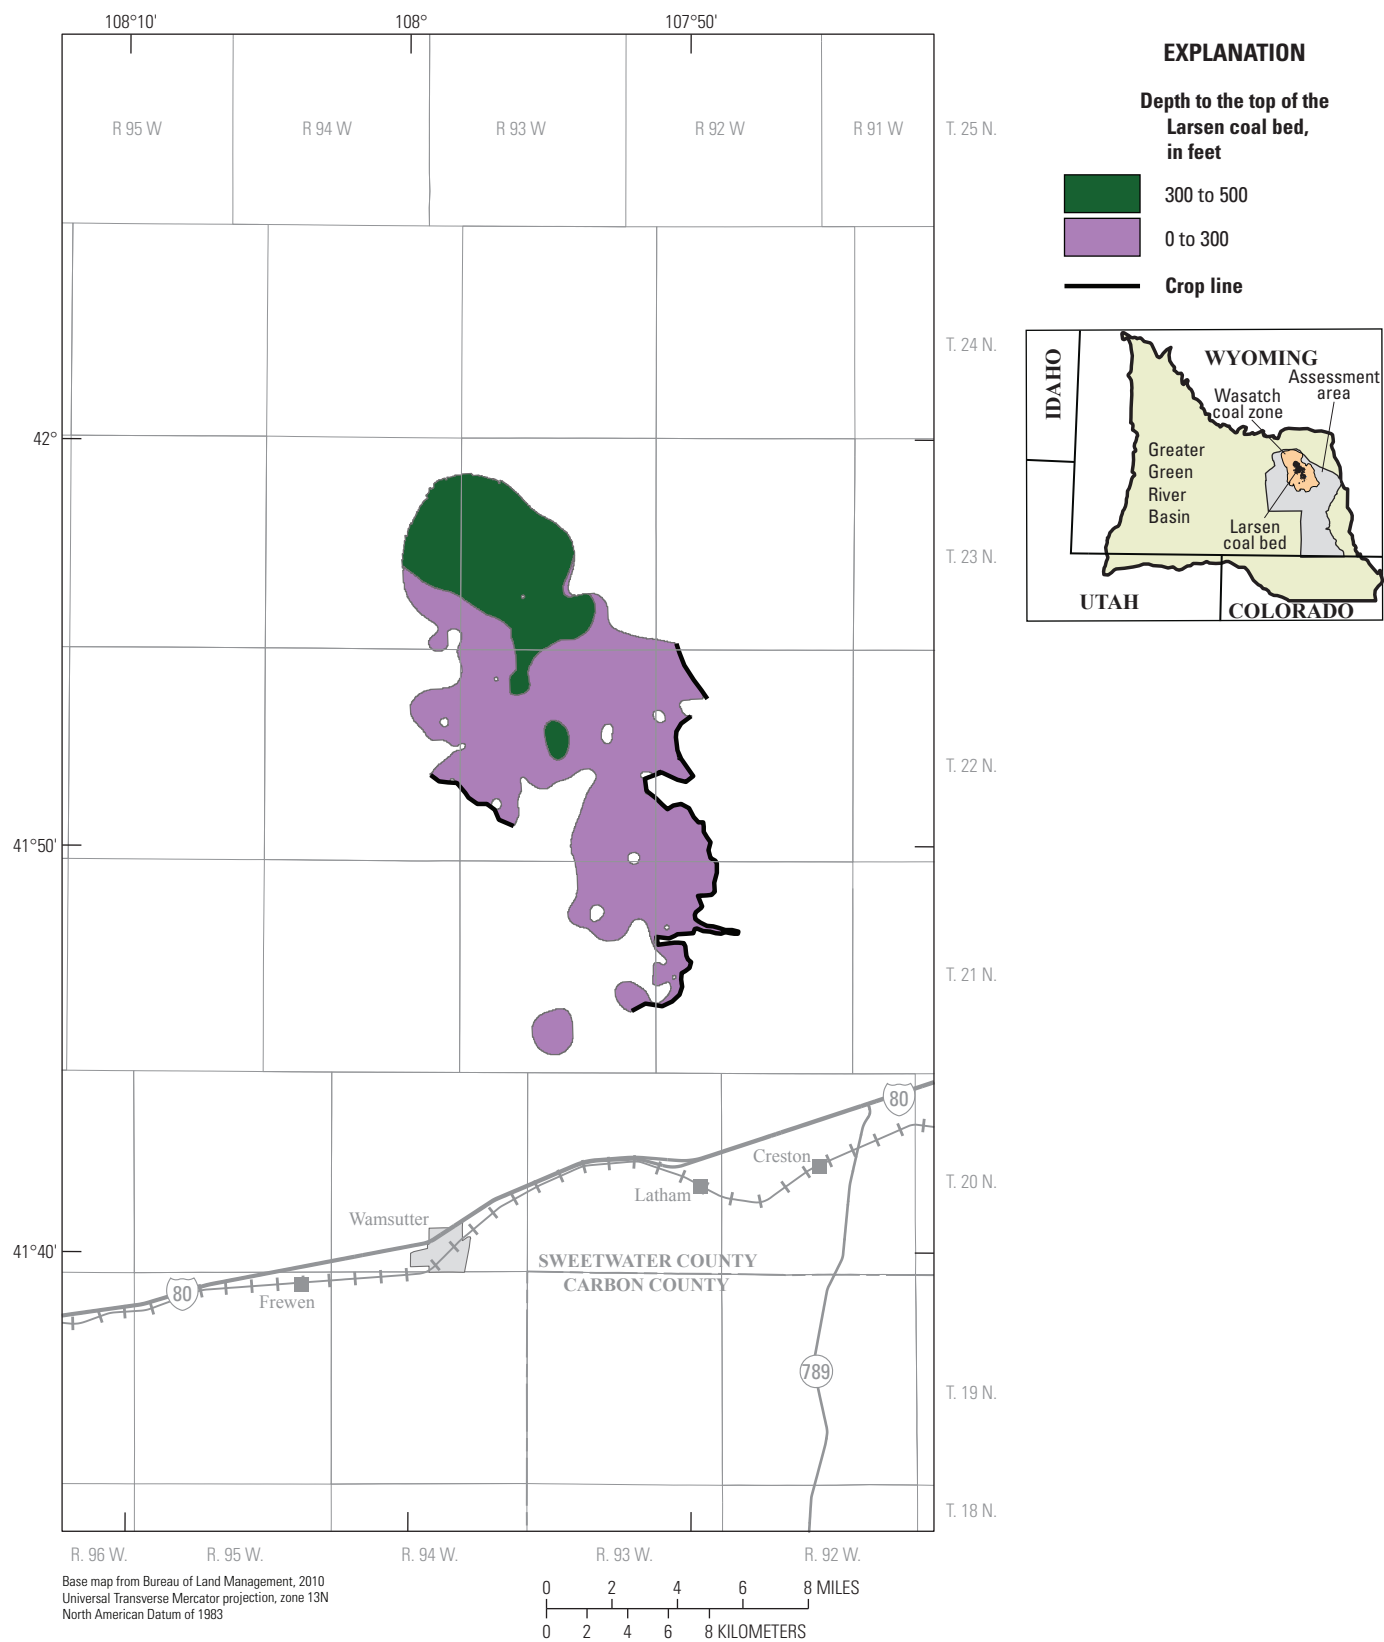 108°10'
108°
107°50'
R 95 W
R 94 W
R 93 W
R 92 W
R 91 W
T. 25 N.
T. 24 N.
42°
T. 23 N.
T. 22 N.
41°50'
T. 21 N.
80
Creston
Latham
T. 20 N.
Wamsutter
41°40'
SWEETWATER COUNTY
CARBON COUNTY
80
Frewen
789
T. 19 N.
T. 18 N.
R. 96 W.
R. 95 W.
R. 94 W.
R. 93 W.
R. 92 W.
Base map from Bureau of Land Management, 2010
Universal Transverse Mercator projection, zone 13N
North American Datum of 1983
0 2 4 6 8 MILES
0 2 4 6 8 KILOMETERS
EXPLANATION
Depth to the top of the
Larsen coal bed,
in feet
300 to 500
0 to 300
Crop line
IDAHO
WYOMING
Assessment
area
Wasatch
coal zone
Greater
Green
River
Basin
Larsen
coal bed
UTAH
COLORADO